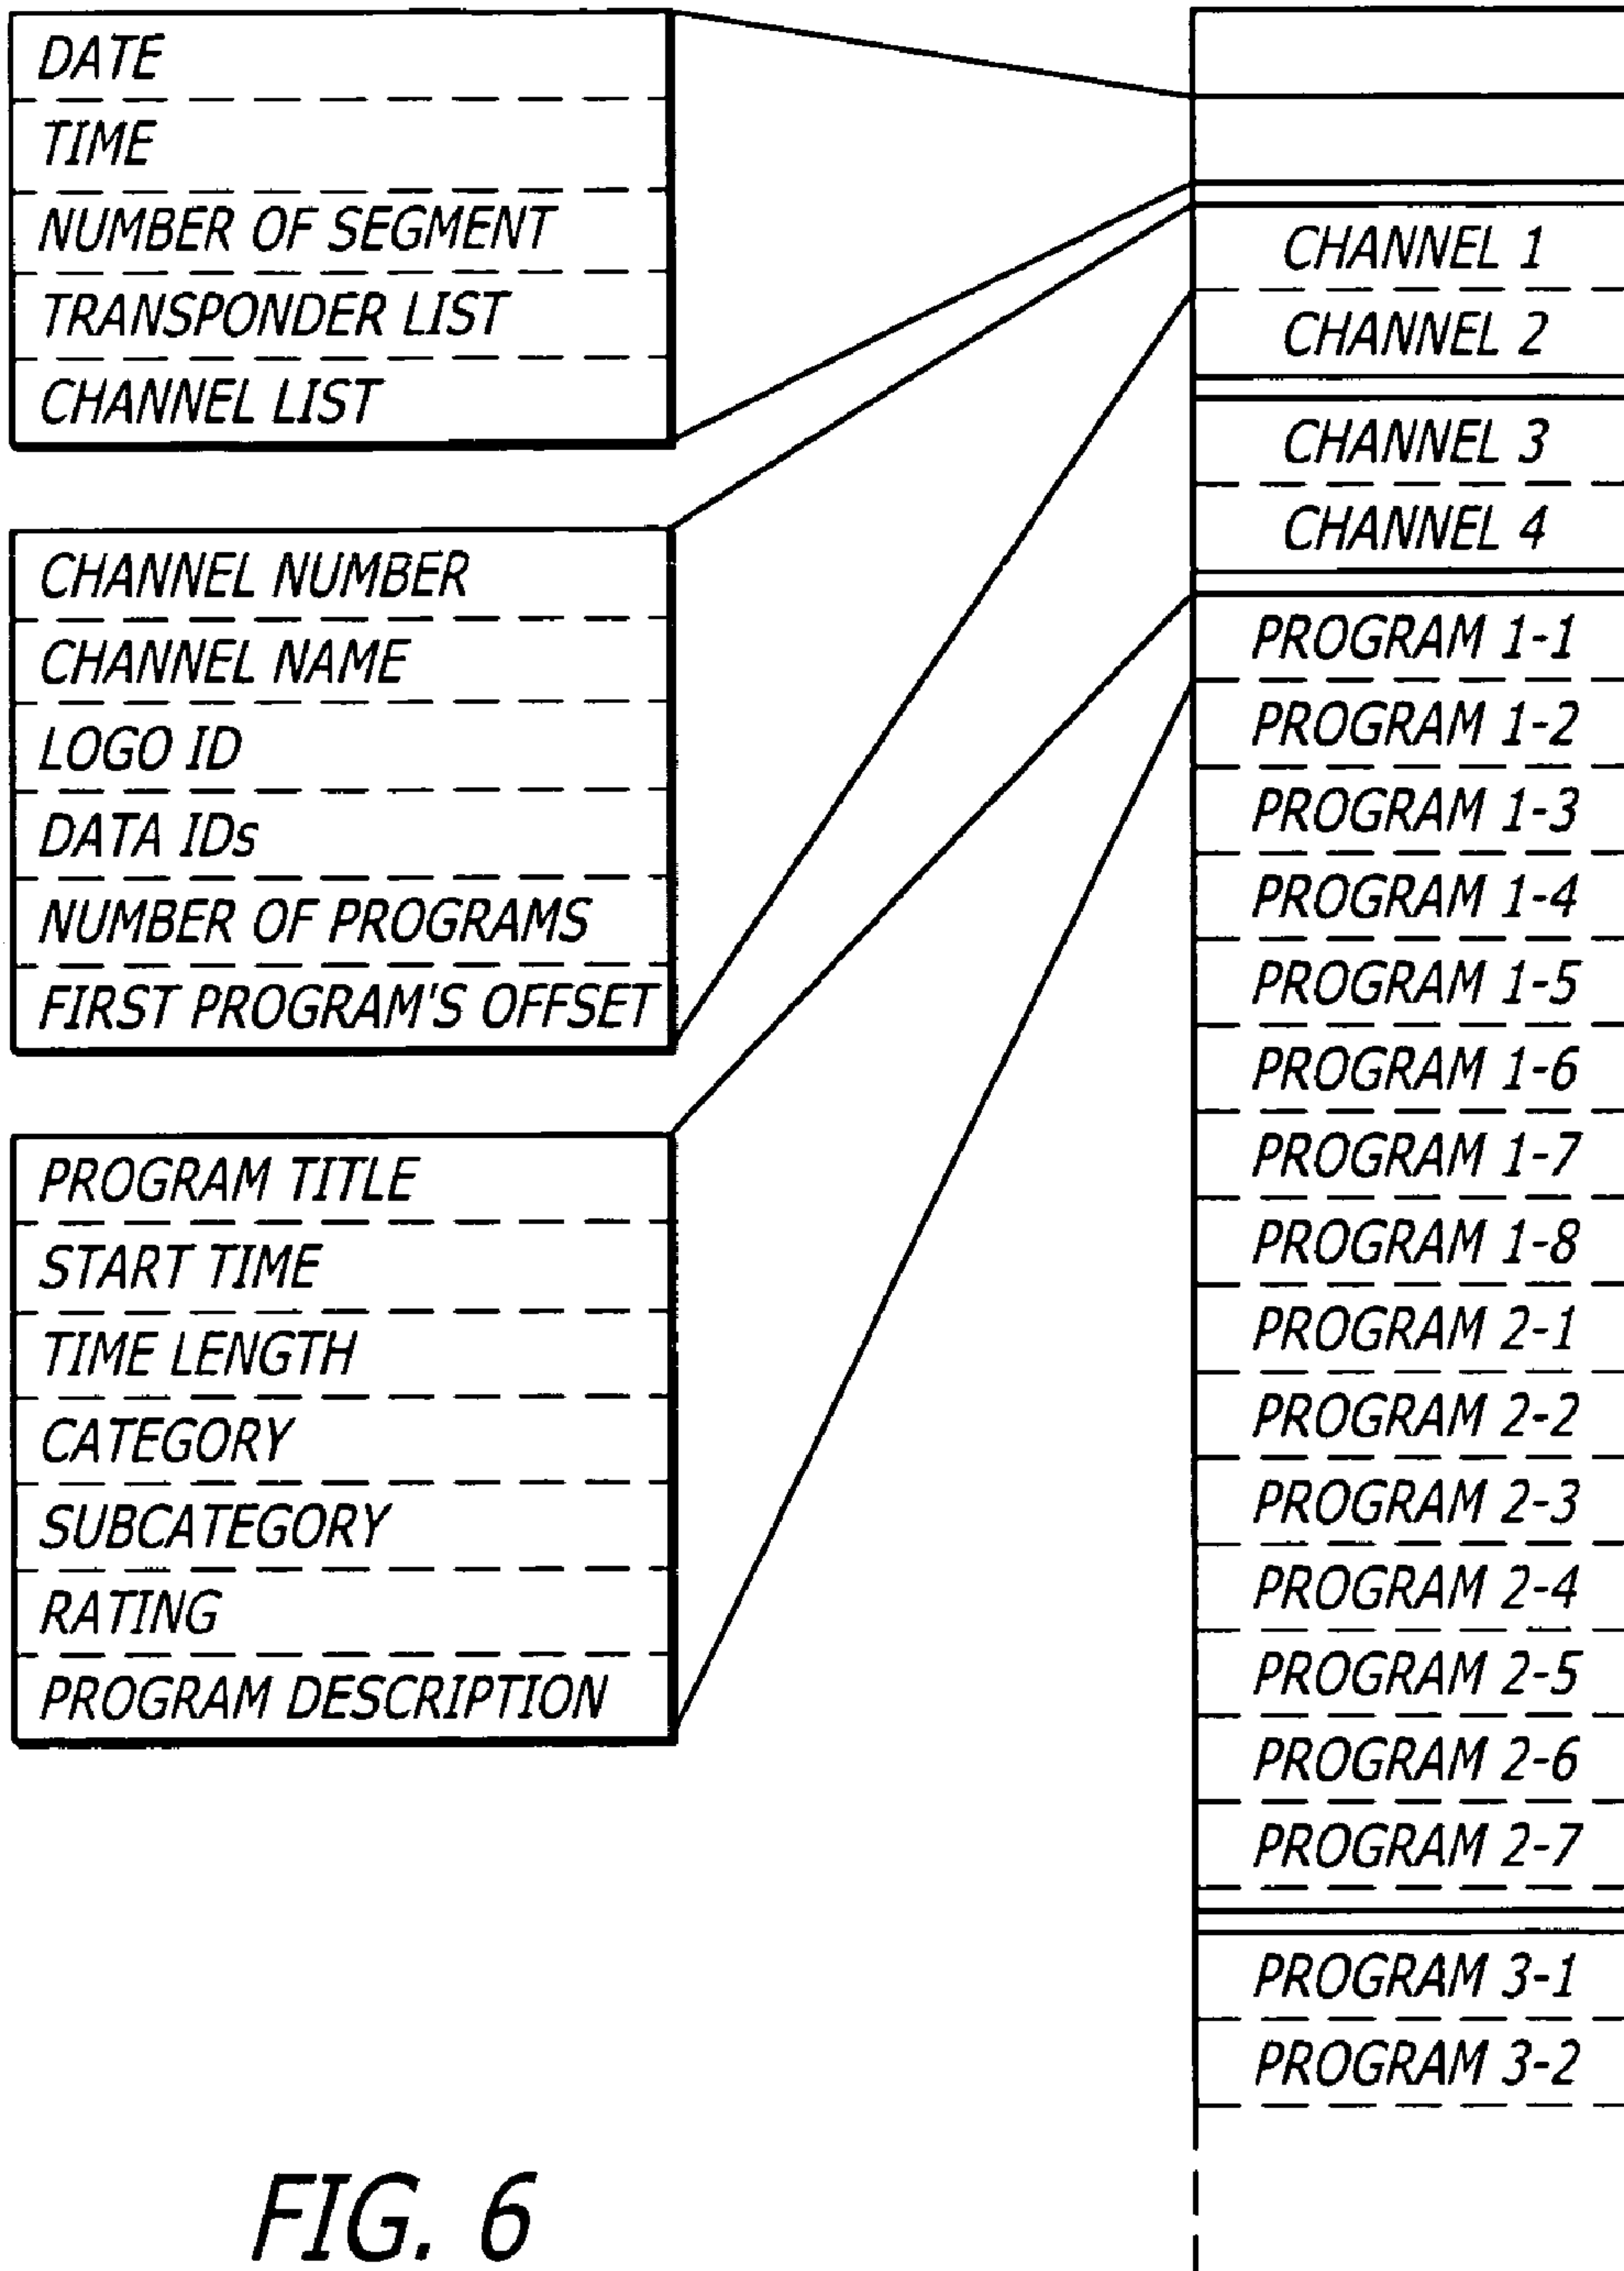 DATE
TIME
NUMBER OF SEGMENT
TRANSPONDER LIST
CHANNEL LIST
CHANNEL NUMBER
CHANNEL NAME
LOGO ID
DATA IDs
NUMBER OF PROGRAMS
FIRST PROGRAM'S OFFSET
PROGRAM TITLE
START TIME
TIME LENGTH
CATEGORY
SUBCATEGORY
RATING
PROGRAM DESCRIPTION
CHANNEL 1
CHANNEL 2
CHANNEL 3
CHANNEL 4
PROGRAM 1-1
PROGRAM 1-2
PROGRAM 1-3
PROGRAM 1-4
PROGRAM 1-5
PROGRAM 1-6
PROGRAM 1-7
PROGRAM 1-8
PROGRAM 2-1
PROGRAM 2-2
PROGRAM 2-3
PROGRAM 2-4
PROGRAM 2-5
PROGRAM 2-6
PROGRAM 2-7
PROGRAM 3-1
PROGRAM 3-2
FIG. 6